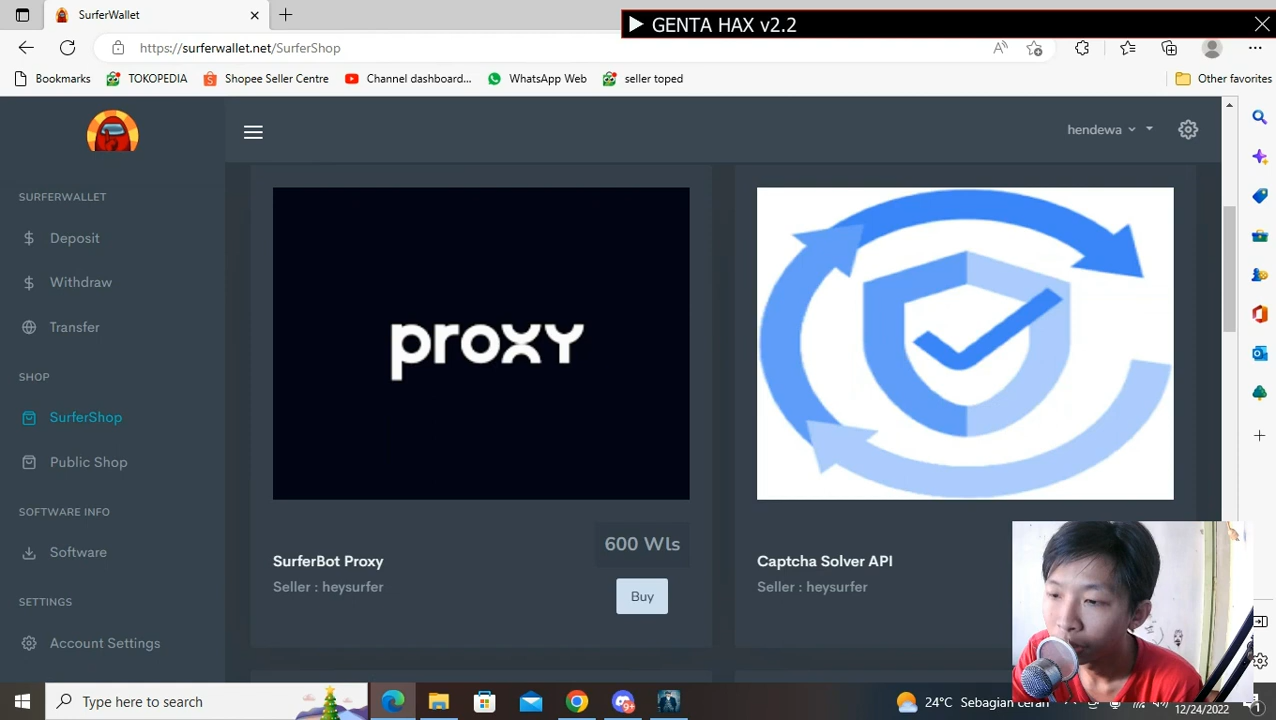 SurferWallet
GENTA HAX v2.2
https://surferwallet.net/SurferShop
Bookmarks
TOKOPEDIA
Shopee Seller Centre
Channel dashboard...
WhatsApp Web
seller toped
Other favorites
hendewa
SURFERWALLET
Deposit
Withdraw
Transfer
SHOP
SurferShop
Public Shop
SOFTWARE INFO
Software
SETTINGS
Account Settings
proxy
600 Wls
SurferBot Proxy
Seller : heysurfer
Buy
Captcha Solver API
Seller : heysurfer
Type here to search
24°C
Sebagian ceran
12/24/2022